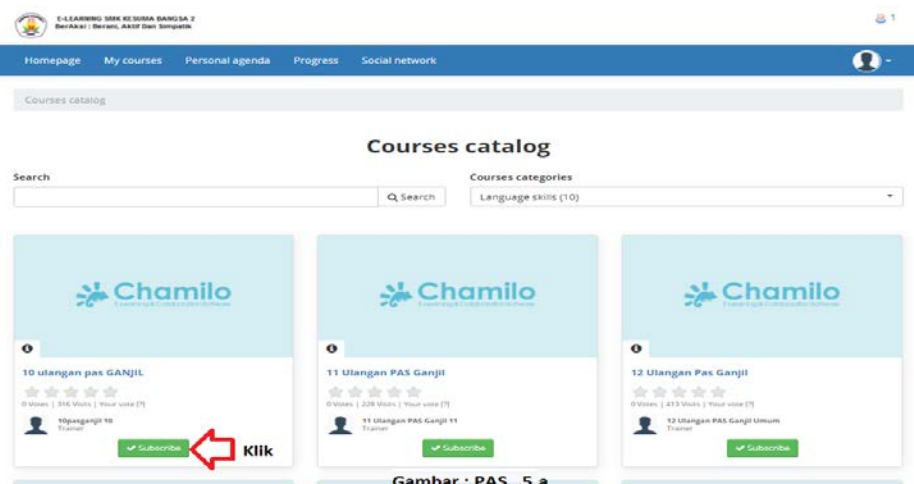 E-LEARNING SMK KESUMA BANGSA 2
BerAksi : Berani, Aktif Dan Simpatik
1
Homepage My courses Personal agenda Progress Social network
Courses catalog
Courses catalog
Search
Courses categories
Search
Language skills (10)
Chamilo
Chamilo
Chamilo
10 ulangan pas GANJIL
11 Ulangan PAS Ganjil
12 Ulangan Pas Ganjil
0 Votes | 316 Visits | Your vote [?]
0 Votes | 228 Visits | Your vote [?]
0 Votes | 413 Visits | Your vote [?]
10pasganjil 10
Trainer
11 Ulangan PAS Ganjil 11
Trainer
12 Ulangan PAS Ganjil Umum
Trainer
Subscribe
Klik
Subscribe
Subscribe
Gambar : PAS_ 5 a